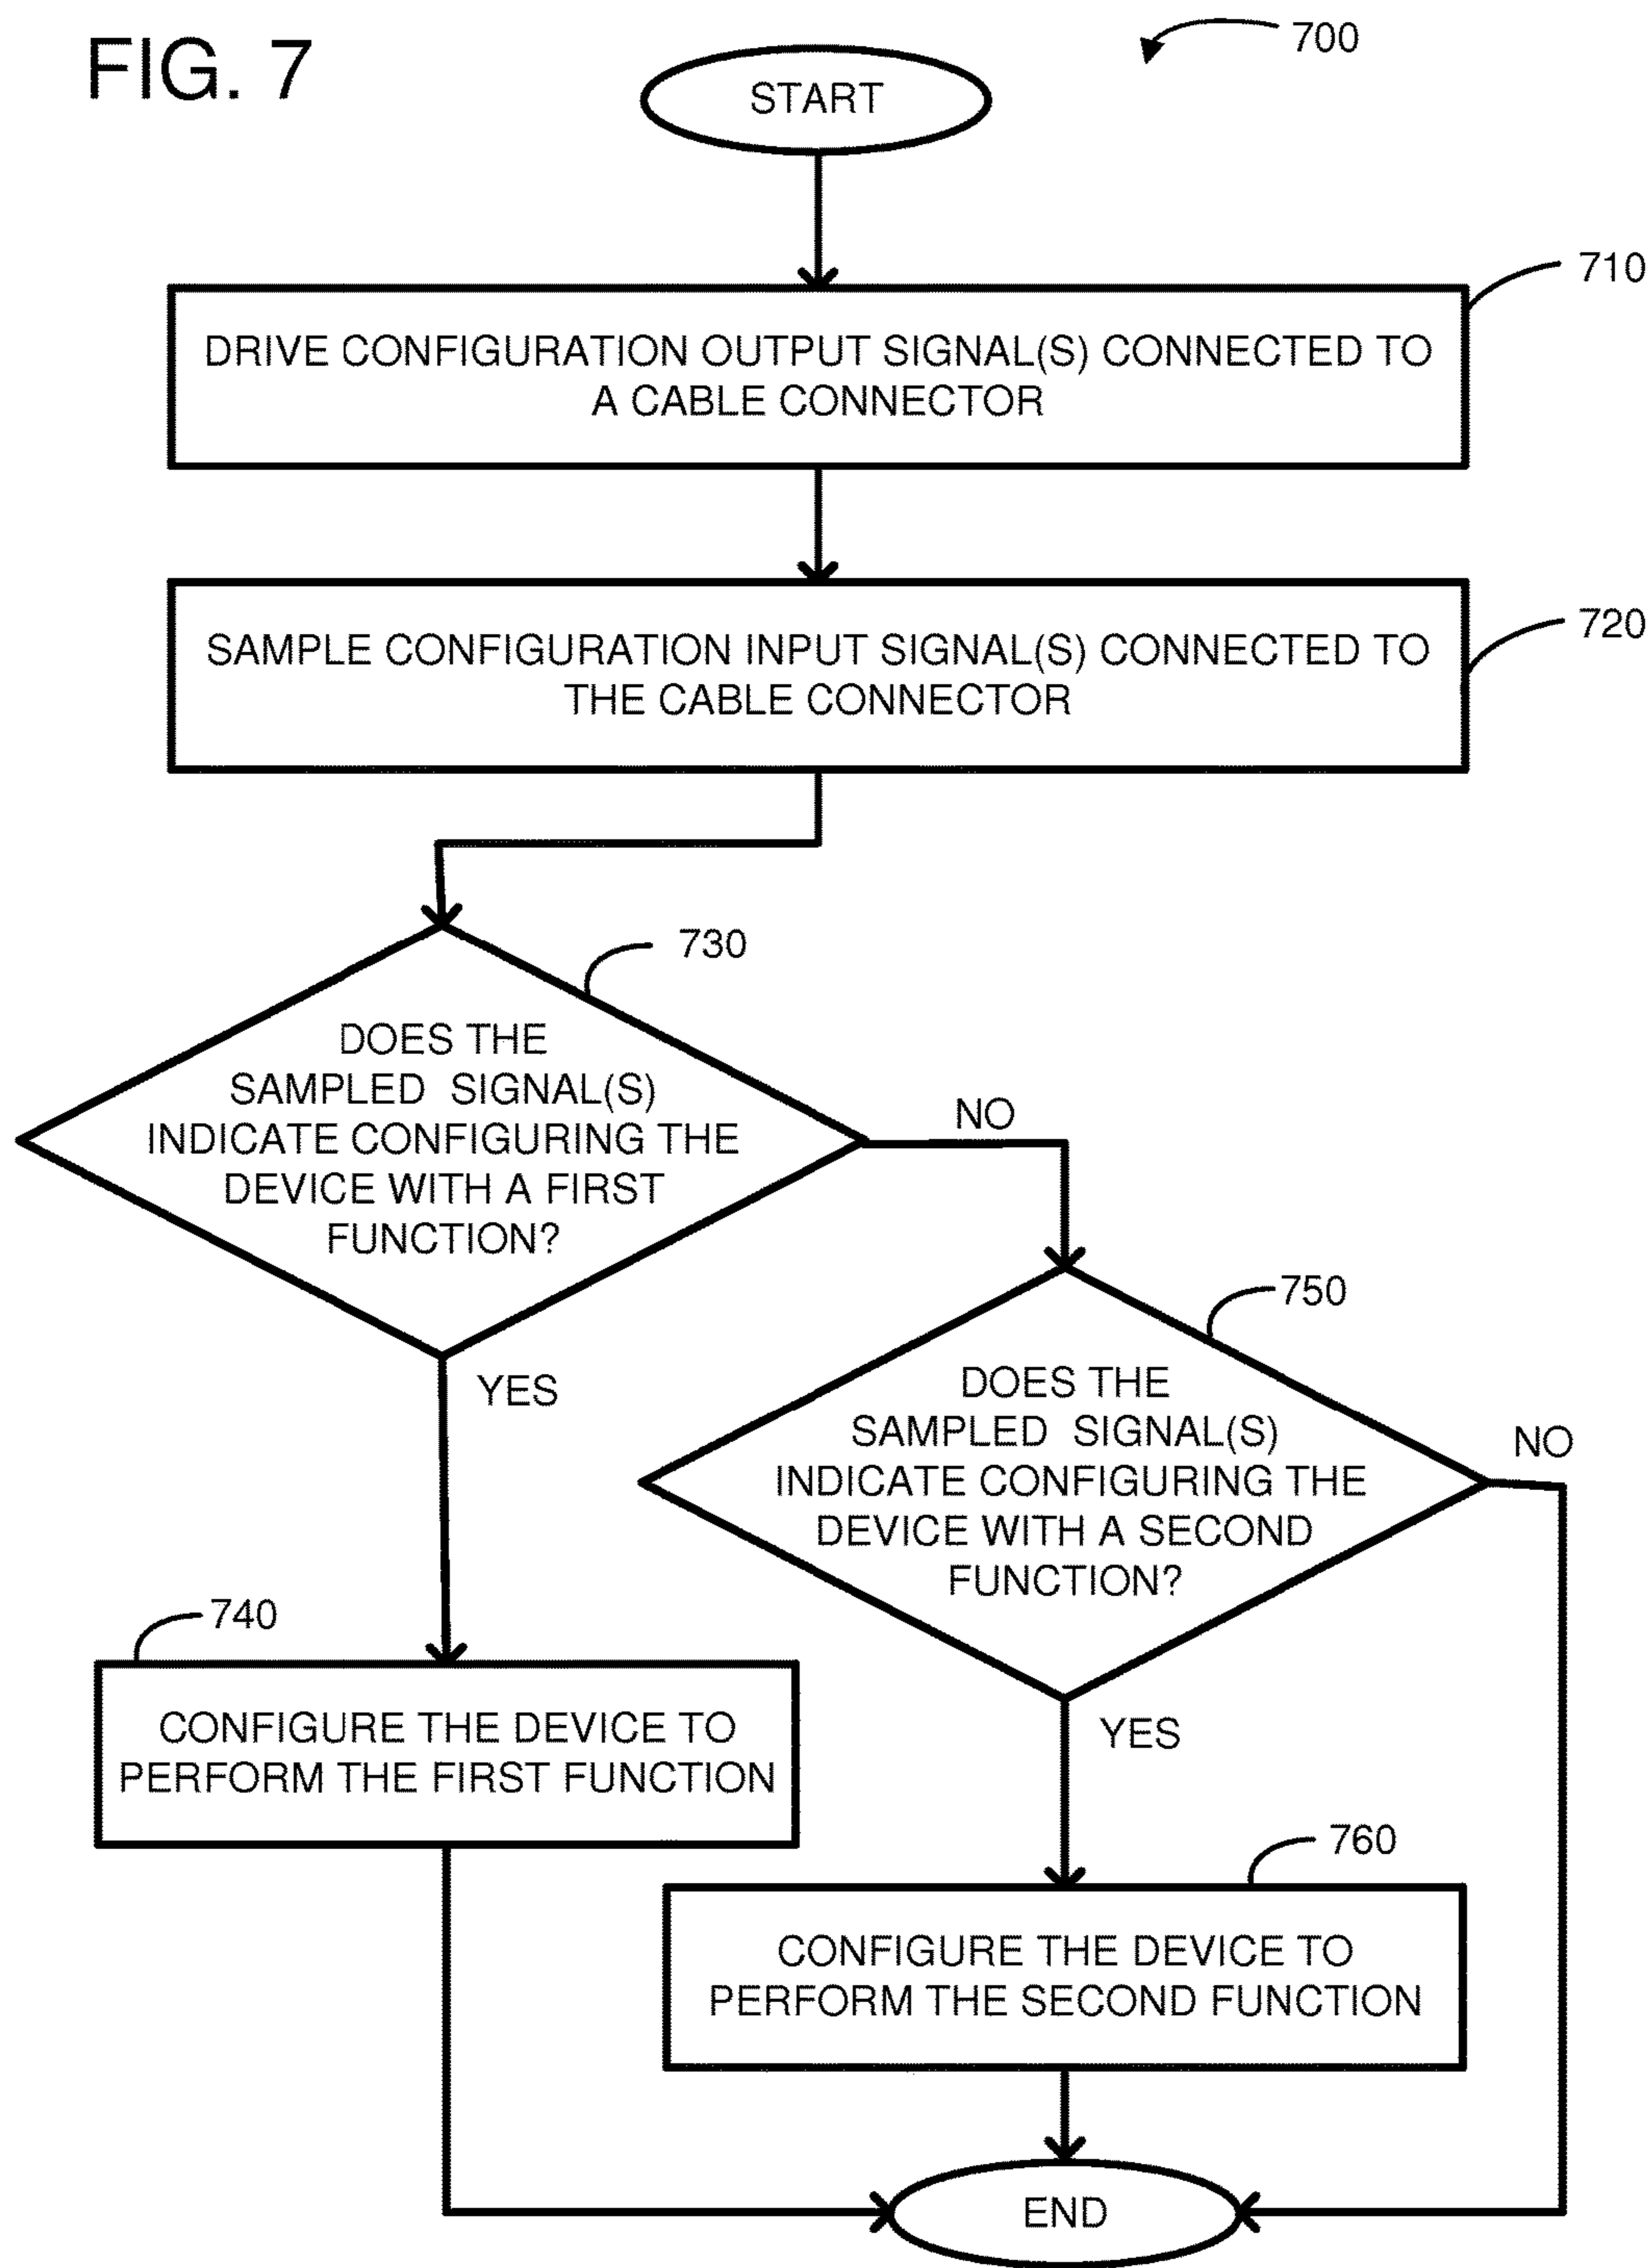 FIG. 7
700
START
710
DRIVE CONFIGURATION OUTPUT SIGNAL(S) CONNECTED TO
A CABLE CONNECTOR
720
SAMPLE CONFIGURATION INPUT SIGNAL(S) CONNECTED TO
THE CABLE CONNECTOR
730
DOES THE
SAMPLED SIGNAL(S)
INDICATE CONFIGURING THE
DEVICE WITH A FIRST
FUNCTION?
NO
YES
750
DOES THE
SAMPLED SIGNAL(S)
INDICATE CONFIGURING THE
DEVICE WITH A SECOND
FUNCTION?
NO
YES
740
CONFIGURE THE DEVICE TO
PERFORM THE FIRST FUNCTION
760
CONFIGURE THE DEVICE TO
PERFORM THE SECOND FUNCTION
END